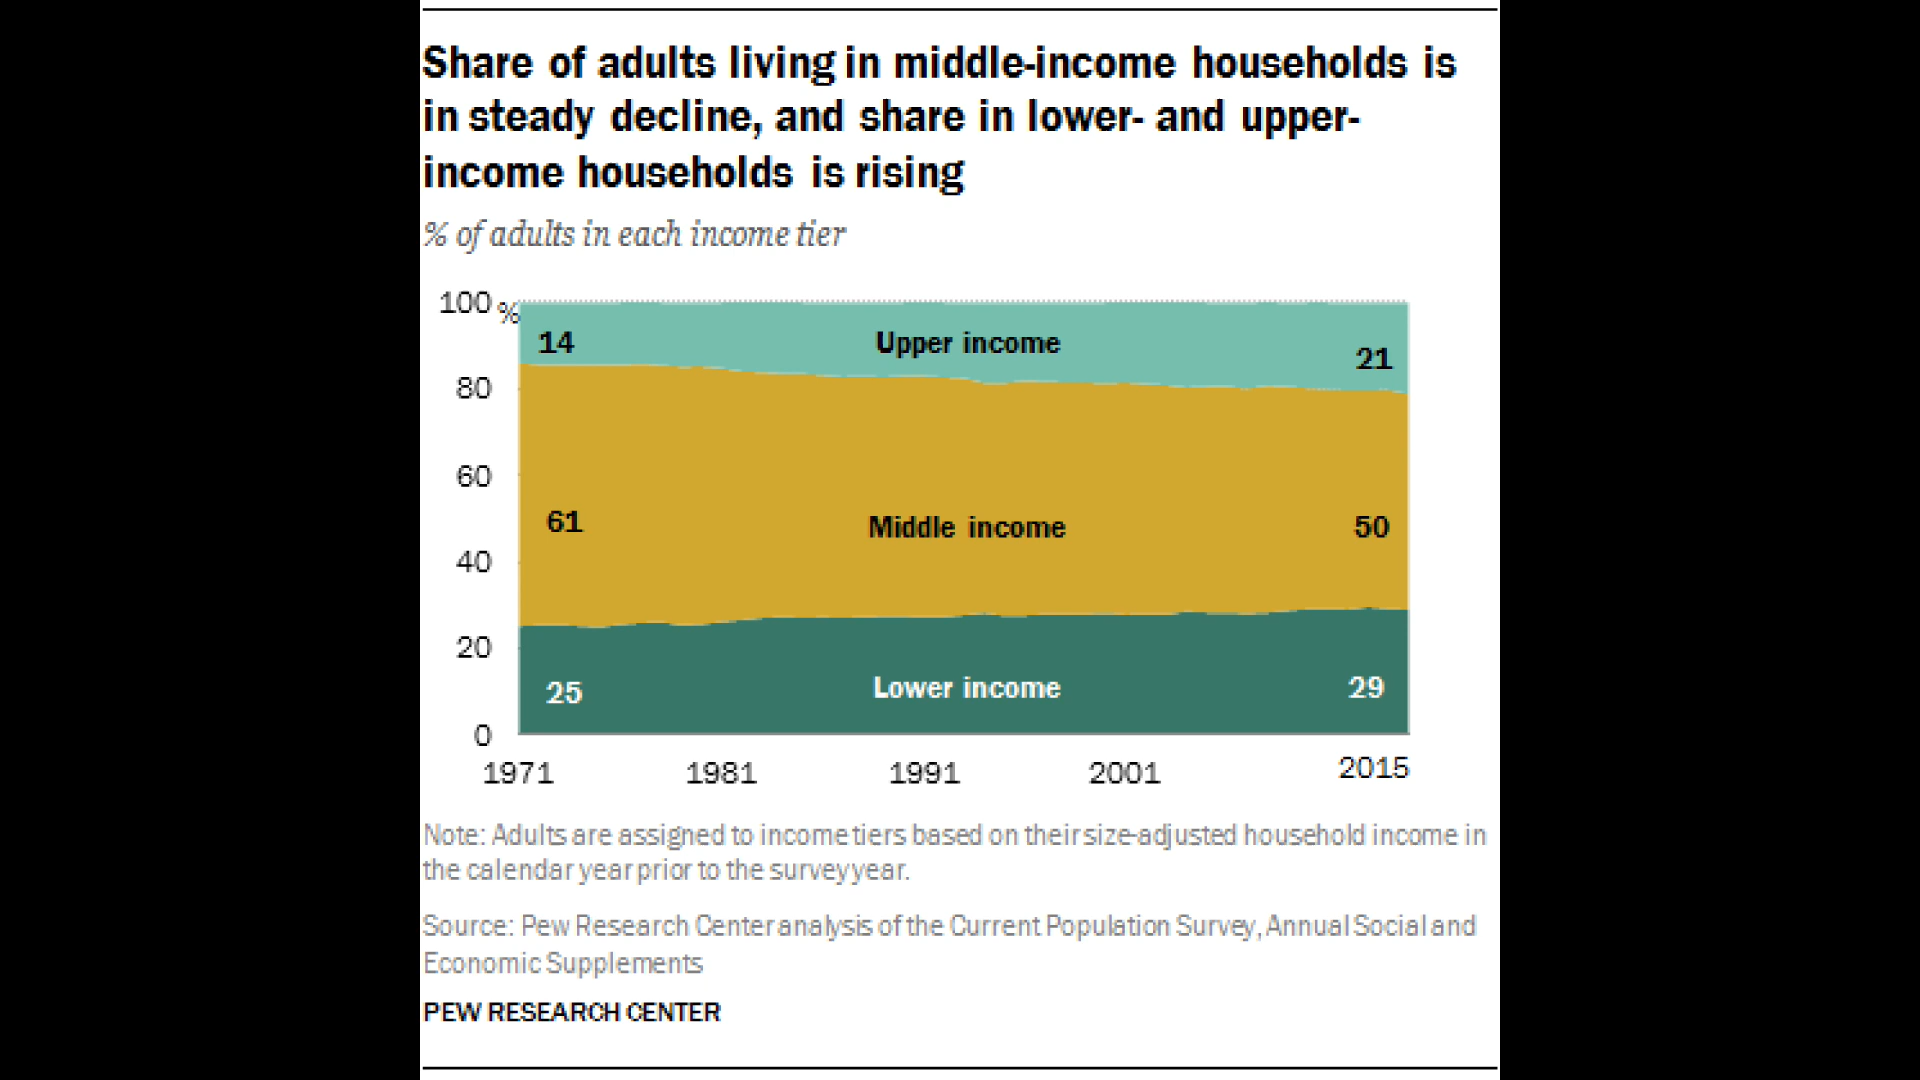 Share of adults living in middle-income households is
in steady decline, and share in lower- and upper-
income households is rising
% of adults in each income tier
100 %
14
Upper income
21
80
60
61
Middle income
50
40
20
25
Lower income
29
0
1971
1981
1991
2001
2015
Note: Adults are assigned to income tiers based on their size-adjusted household income in
the calendar year prior to the survey year.
Source: Pew Research Center analysis of the Current Population Survey, Annual Social and
Economic Supplements
PEW RESEARCH CENTER